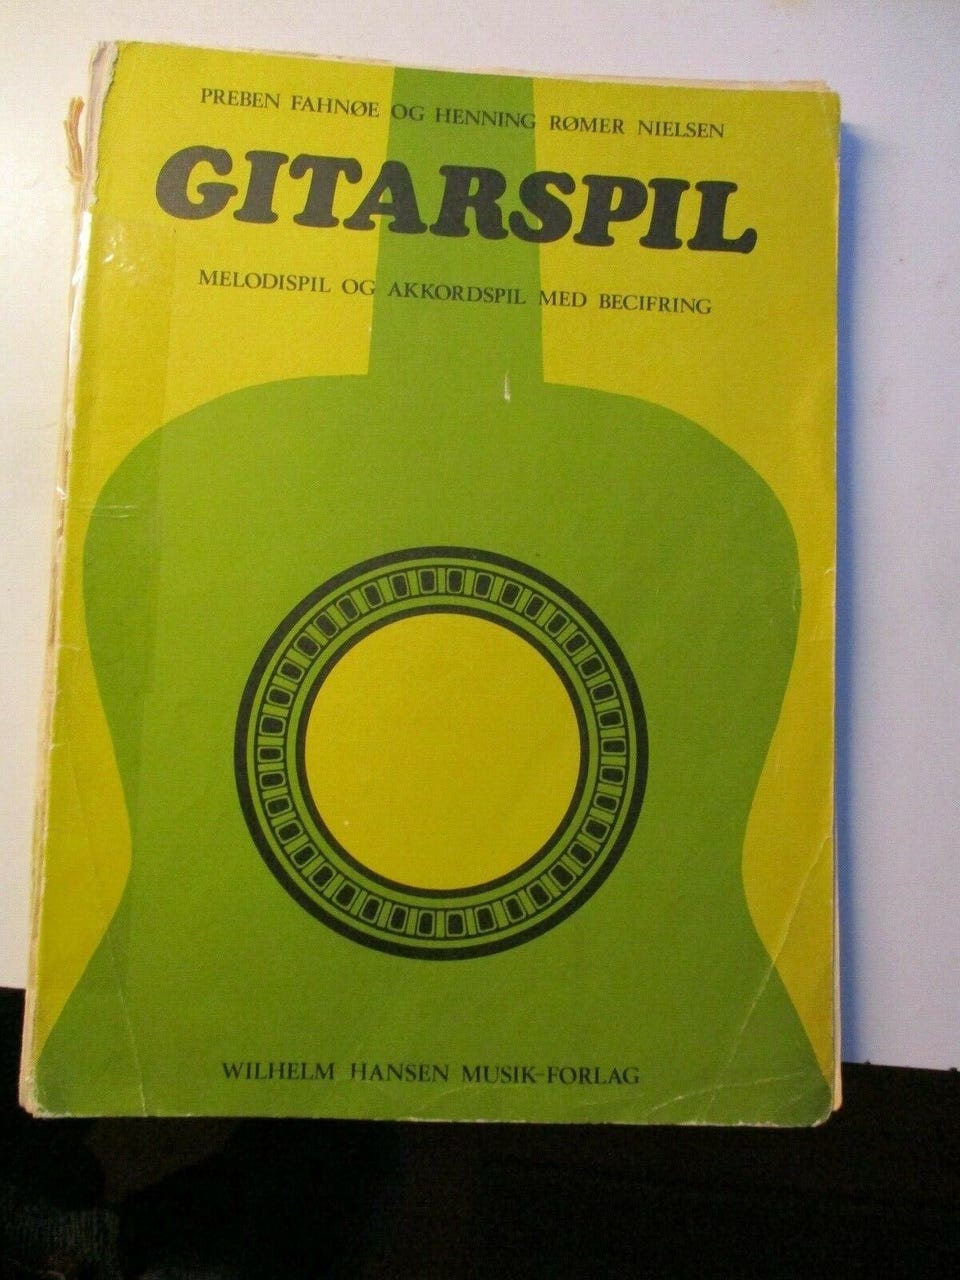 PREBEN FAHNØE OG HENNING RØMER NIELSEN
GITARSPIL
MELODISPIL OG AKKORDSPIL MED BECIFRING
WILHELM HANSEN MUSIK-FORLAG